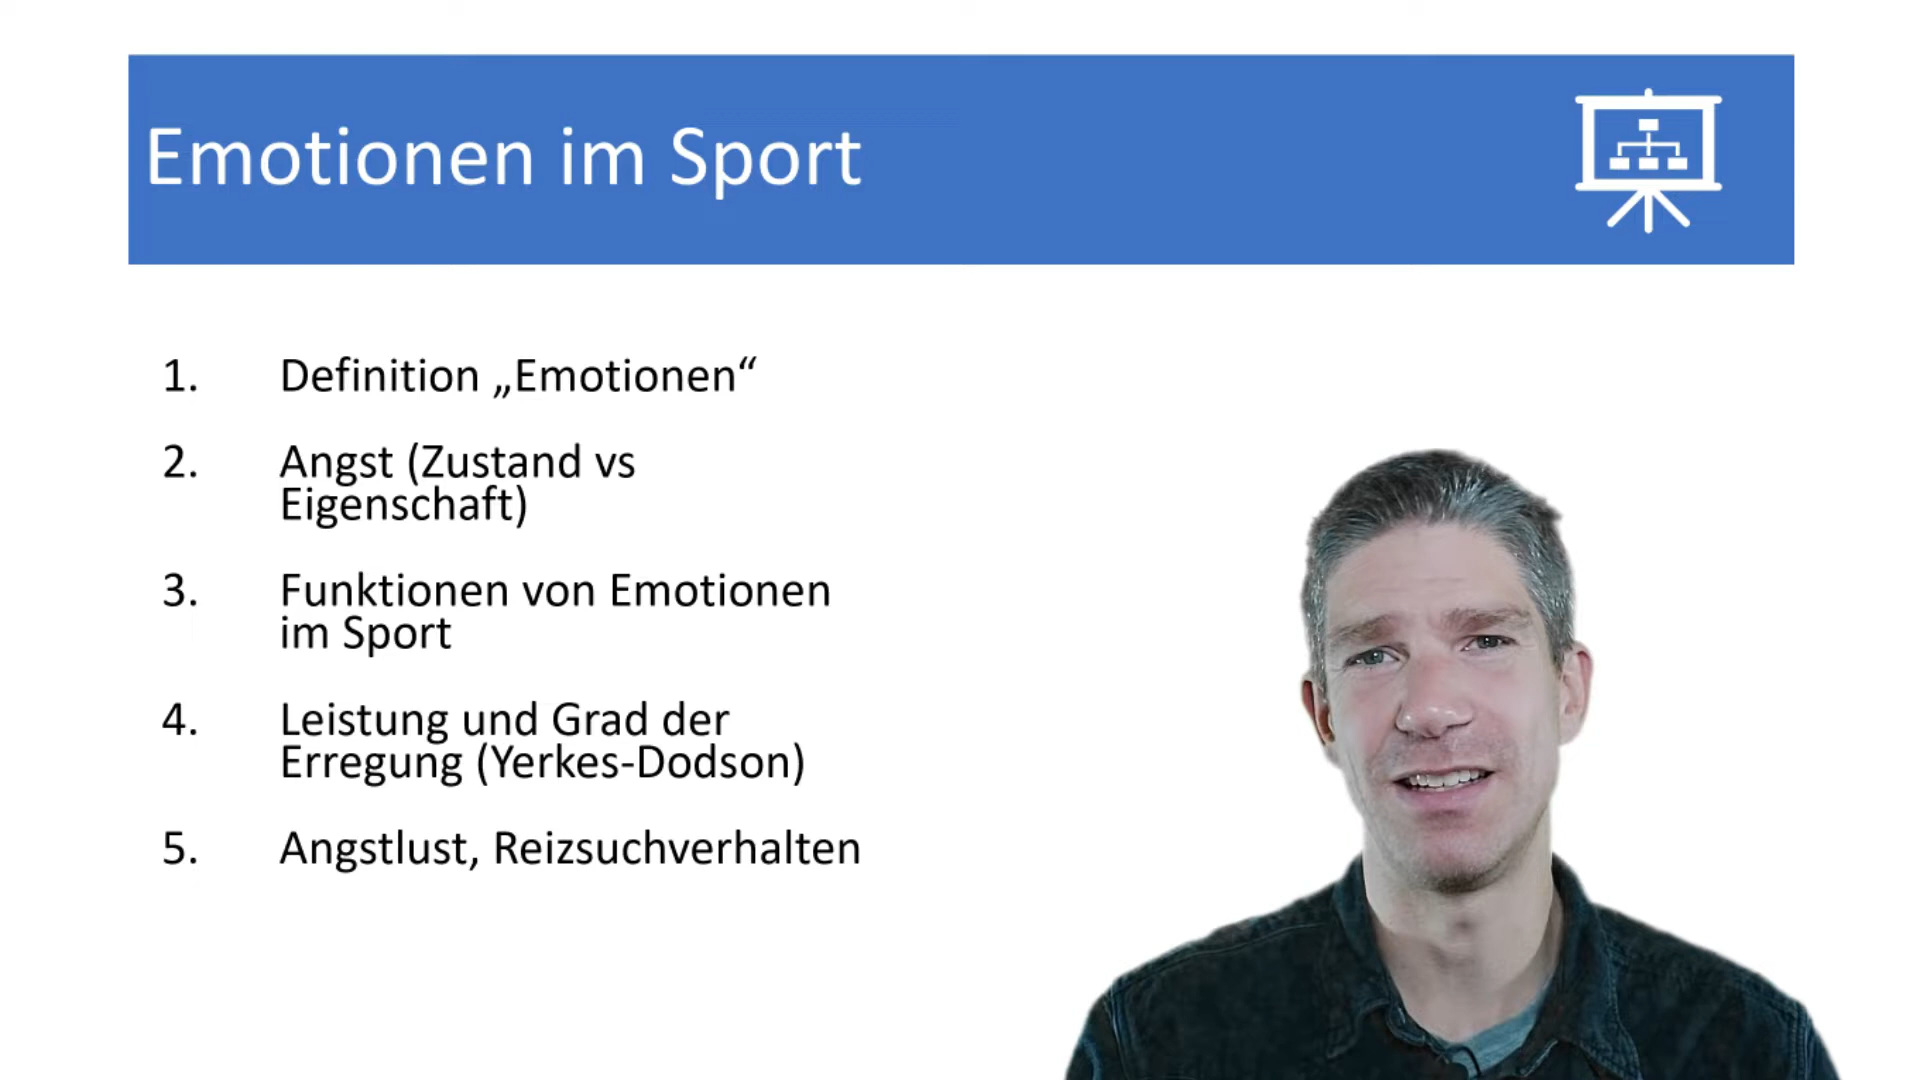 Emotionen im Sport
1. Definition „Emotionen“
2. Angst (Zustand vs
Eigenschaft)
3. Funktionen von Emotionen
im Sport
4. Leistung und Grad der
Erregung (Yerkes-Dodson)
5. Angstlust, Reizsuchverhalten